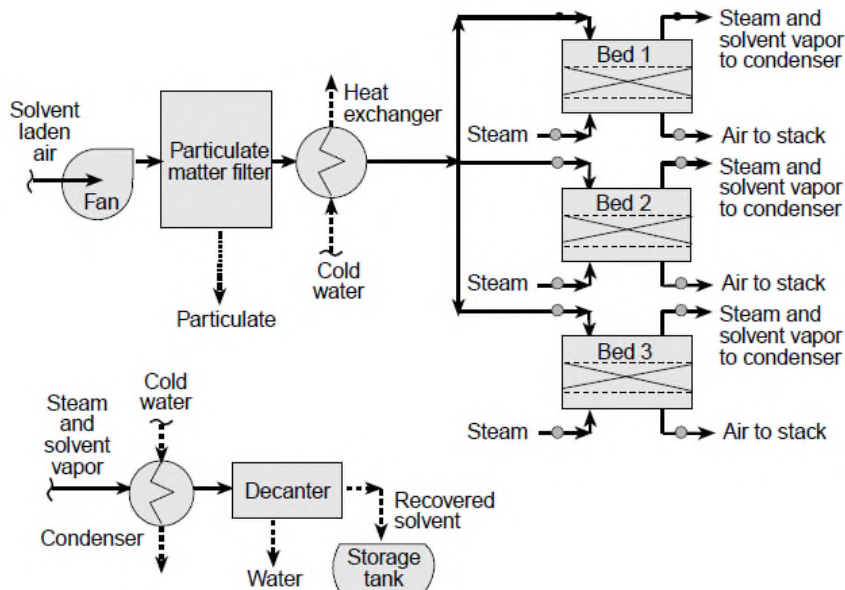 Solvent
laden
air
Fan
Particulate
matter filter
Particulate
Heat
exchanger
Cold
water
Steam
Bed 1
Steam and
solvent vapor
to condenser
Air to stack
Steam
Bed 2
Steam and
solvent vapor
to condenser
Air to stack
Steam
Bed 3
Steam and
solvent vapor
to condenser
Air to stack
Steam
and
solvent
vapor
Cold
water
Condenser
Decanter
Water
Recovered
solvent
Storage
tank